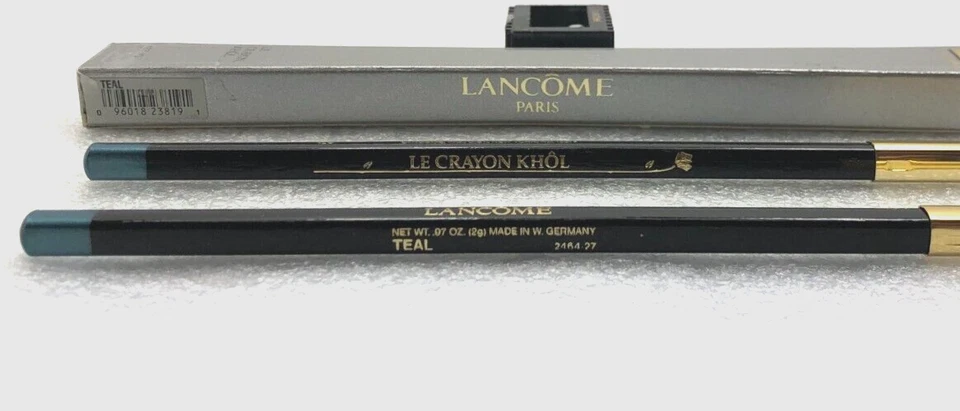 TEAL
0 96018 23819 1
LANCÔME
PARIS
LE CRAYON KHÔL
LANCOME
NET WT. .07 OZ. (2g) MADE IN W. GERMANY
TEAL 2464.27